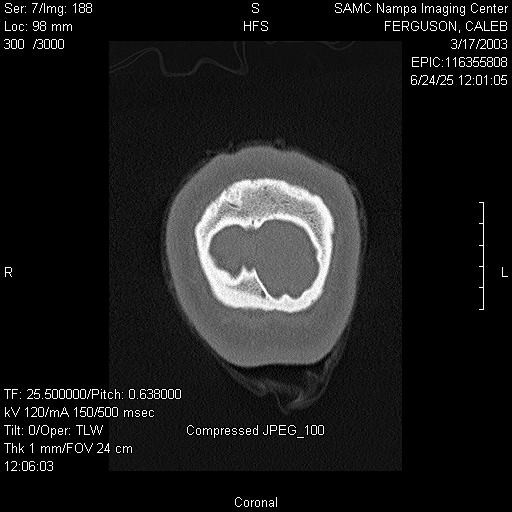 Ser: 7/Img: 188
Loc: 98 mm
300 /3000
S
HFS
SAMC Nampa Imaging Center
FERGUSON, CALEB
3/17/2003
EPIC:116355808
6/24/25 12:01:05
R
L
TF: 25.500000/Pitch: 0.638000
kV 120/mA 150/500 msec
Tilt: 0/Oper: TLW
Thk 1 mm/FOV 24 cm
12:06:03
Compressed JPEG_100
Coronal